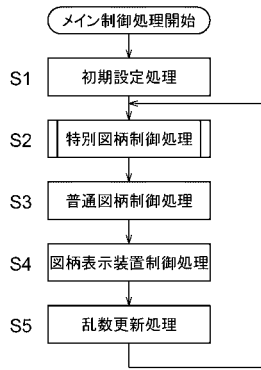 メイン制御処理開始
S1 初期設定処理
S2 特別図柄制御処理
S3 普通図柄制御処理
S4 図柄表示装置制御処理
S5 乱数更新処理